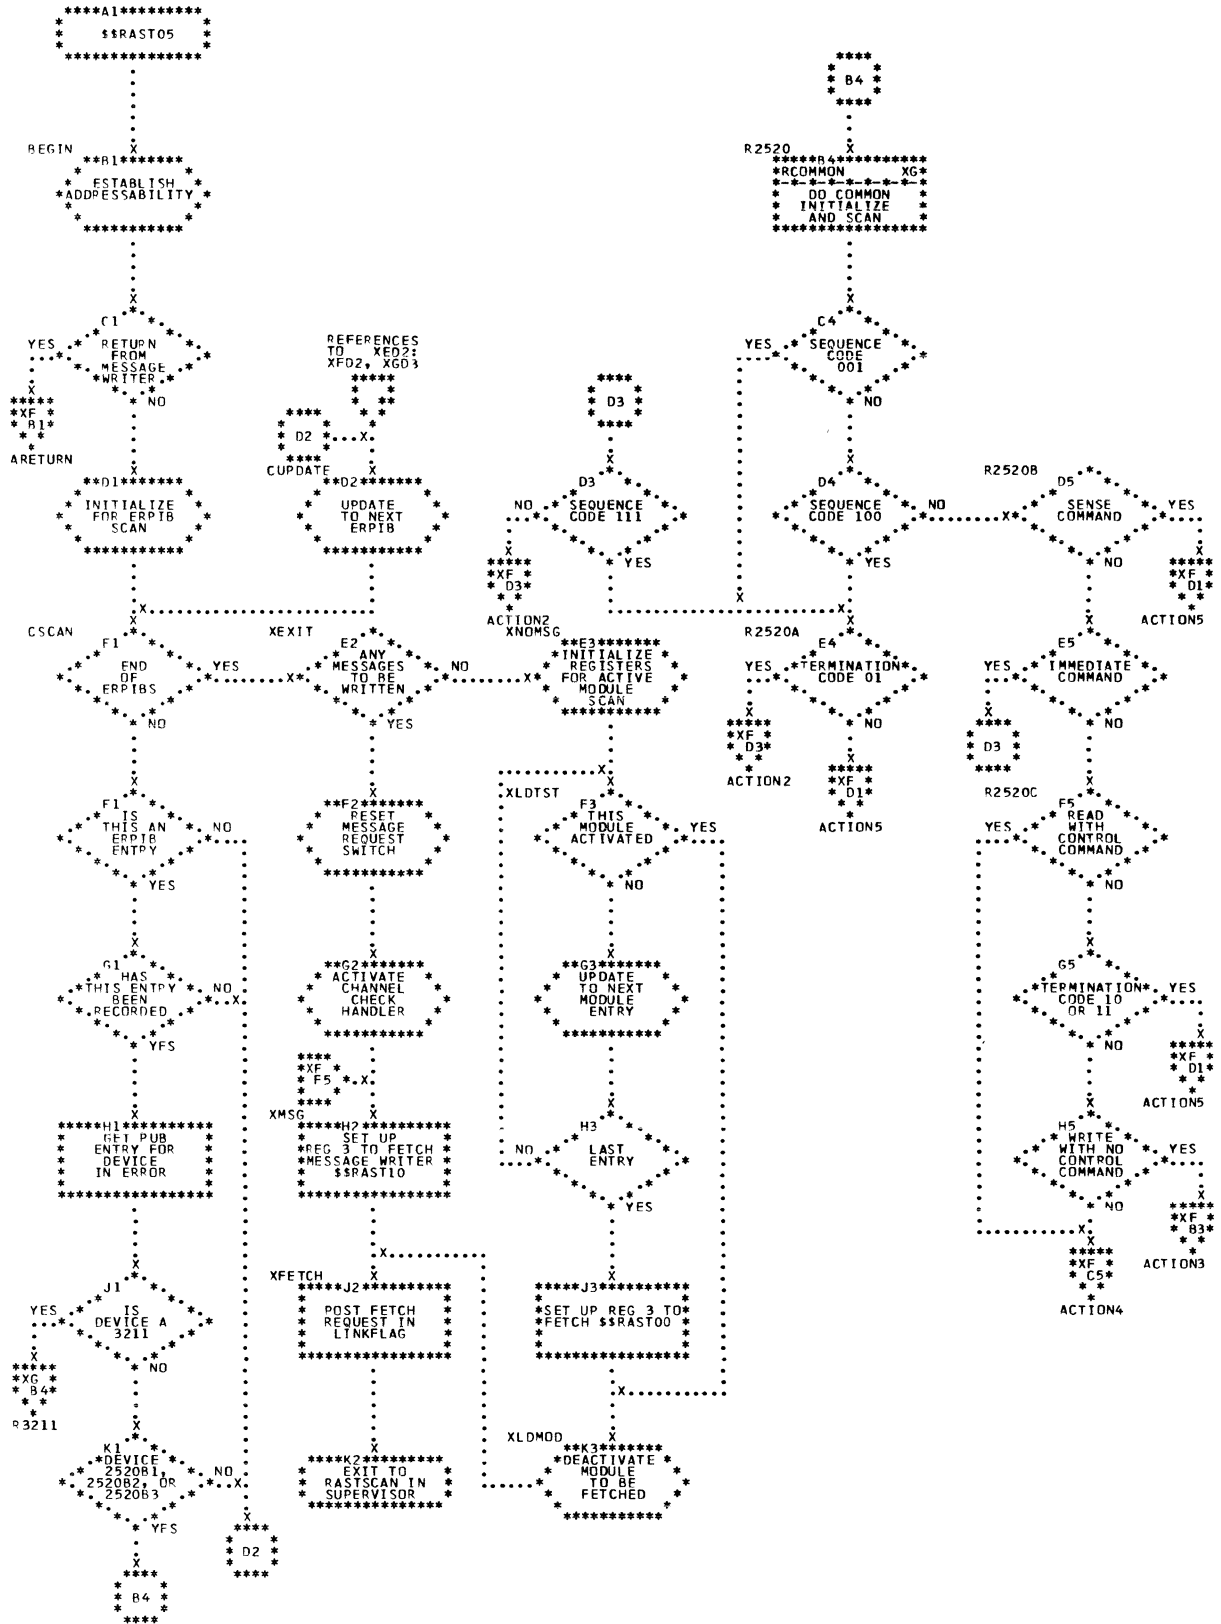 A1
$$RAST05
BEGIN
B1
ESTABLISH
ADDPESSABILITY
C1
YES
RETURN
FROM
MESSAGE
WRITER
NO
XF
B1
ARETURN
D1
INITIALIZE
FOR ERPIB
SCAN
CSCAN
F1
END
OF
ERPIBS
YES
NO
F1
IS
THIS AN
ERPIB
ENTRY
NO
YES
G1
HAS
THIS ENTRY
BEEN
RECORDED
NO
YES
H1
GET PUB
ENTRY FOR
DEVICE
IN ERROR
J1
YES
IS
DEVICE A
3211
NO
XG
B4
R3211
K1
DEVICE
2520B1,
2520B2, OR
2520B3
NO
YES
D2
B4
REFERENCES
TO XED2:
XFD2, XGD3
D2
CUPDATE
D2
UPDATE
TO NEXT
ERPIB
XEXIT
E2
ANY
MESSAGES
TO BE
WRITTEN
NO
YES
F2
RESET
MESSAGE
REQUEST
SWITCH
G2
ACTIVATE
CHANNEL
CHECK
HANDLER
XF
F5
XMSG
H2
SET UP
REG 3 TO FETCH
MESSAGE WRITER
$$RAST10
XFETCH
J2
POST FETCH
REQUEST IN
LINKFLAG
K2
EXIT TO
RASTSCAN IN
SUPERVISOR
D3
D3
NO
SEQUENCE
CODE 111
YES
XF
D3
ACTION2
XNOMSG
E3
INITIALIZE
REGISTERS
FOR ACTIVE
MODULE
SCAN
XLDTST
F3
THIS
MODULE
ACTIVATED
YES
NO
G3
UPDATE
TO NEXT
MODULE
ENTRY
H3
NO
LAST
ENTRY
YES
J3
SET UP REG 3 TO
FETCH $$RAST00
XLDMOD
K3
DEACTIVATE
MODULE
TO BE
FETCHED
B4
R2520
B4
RCOMMON XG
DO COMMON
INITIALIZE
AND SCAN
C4
YES
SEQUENCE
CODE
001
NO
D4
SEQUENCE
CODE 100
NO
YES
R2520A
E4
YES
TERMINATION
CODE 01
NO
XF
D3
ACTION2
XF
D1
ACTION5
R2520B
D5
SENSE
COMMAND
YES
NO
XF
D1
ACTION5
E5
YES
IMMEDIATE
COMMAND
NO
D3
R2520C
F5
YES
READ
WITH
CONTROL
COMMAND
NO
G5
TERMINATION
CODE 10
OR 11
YES
NO
XF
D1
ACTION5
H5
WRITE
WITH NO
CONTROL
COMMAND
YES
NO
XF
B3
ACTION3
XF
C5
ACTION4